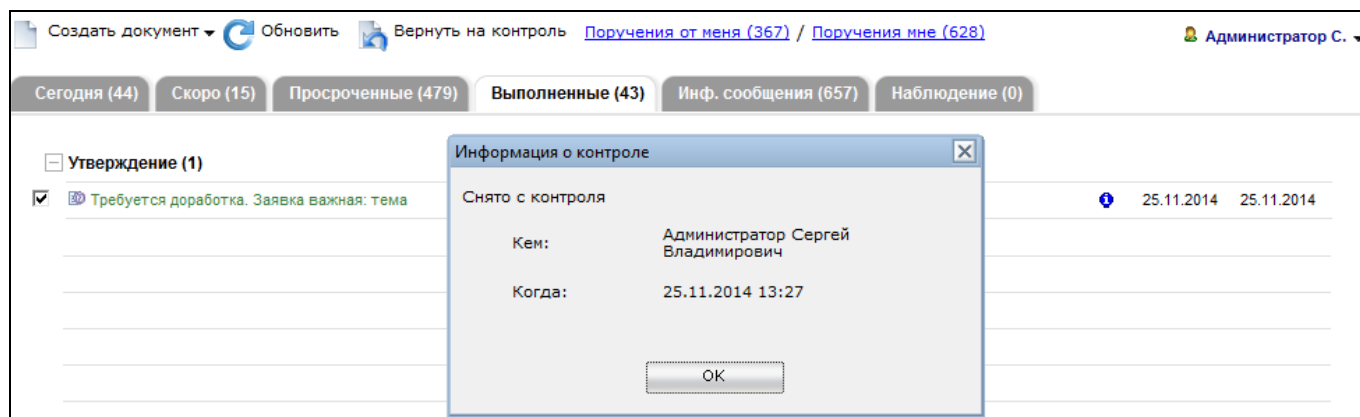 Создать документ Обновить Вернуть на контроль Поручения от меня (367) / Поручения мне (628) Администратор С.
Сегодня (44) Скоро (15) Просроченные (479) Выполненные (43) Инф. сообщения (657) Наблюдение (0)
Утверждение (1)
Требуется доработка. Заявка важная: тема 25.11.2014 25.11.2014
Информация о контроле
Снято с контроля
Кем: Администратор Сергей
Владимирович
Когда: 25.11.2014 13:27
ОК